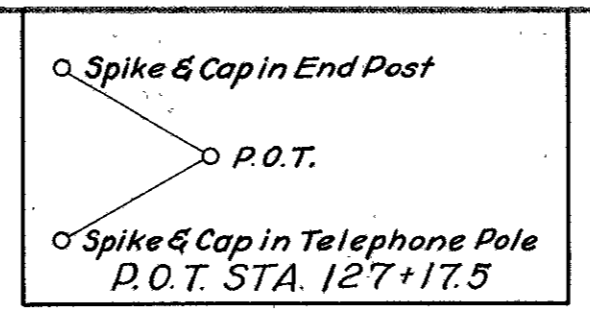 Spike & Cap in End Post
P.O.T.
Spike & Cap in Telephone Pole
P.O.T. STA. 127+17.5